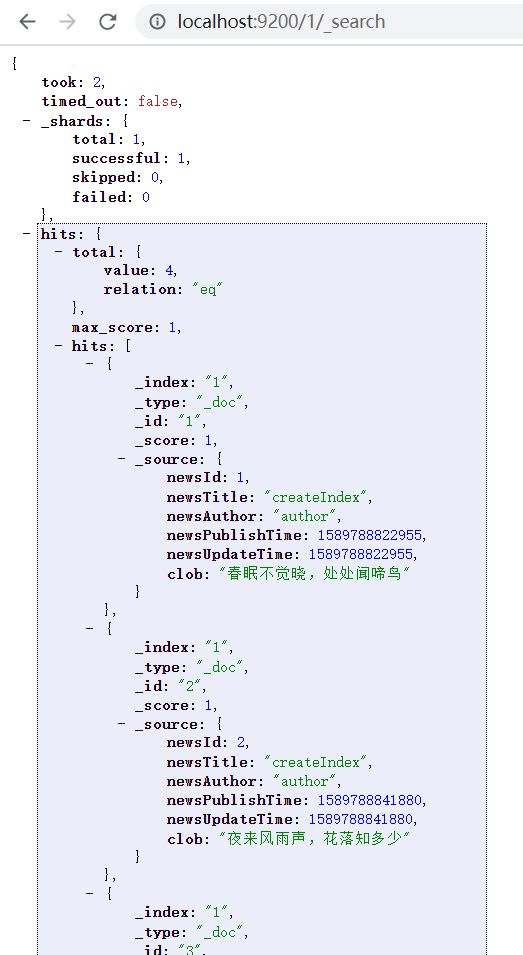 localhost:9200/1/_search
{
took: 2,
timed_out: false,
- _shards: {
total: 1,
successful: 1,
skipped: 0,
failed: 0
},
- hits: {
- total: {
value: 4,
relation: "eq"
},
max_score: 1,
- hits: [
- {
_index: "1",
_type: "_doc",
_id: "1",
_score: 1,
- _source: {
newsId: 1,
newsTitle: "createIndex",
newsAuthor: "author",
newsPublishTime: 1589788822955,
newsUpdateTime: 1589788822955,
clob: "春眠不觉晓，处处闻啼鸟"
}
},
- {
_index: "1",
_type: "_doc",
_id: "2",
_score: 1,
- _source: {
newsId: 2,
newsTitle: "createIndex",
newsAuthor: "author",
newsPublishTime: 1589788841880,
newsUpdateTime: 1589788841880,
clob: "夜来风雨声，花落知多少"
}
},
- {
_index: "1",
_type: "_doc",
_id: "3",